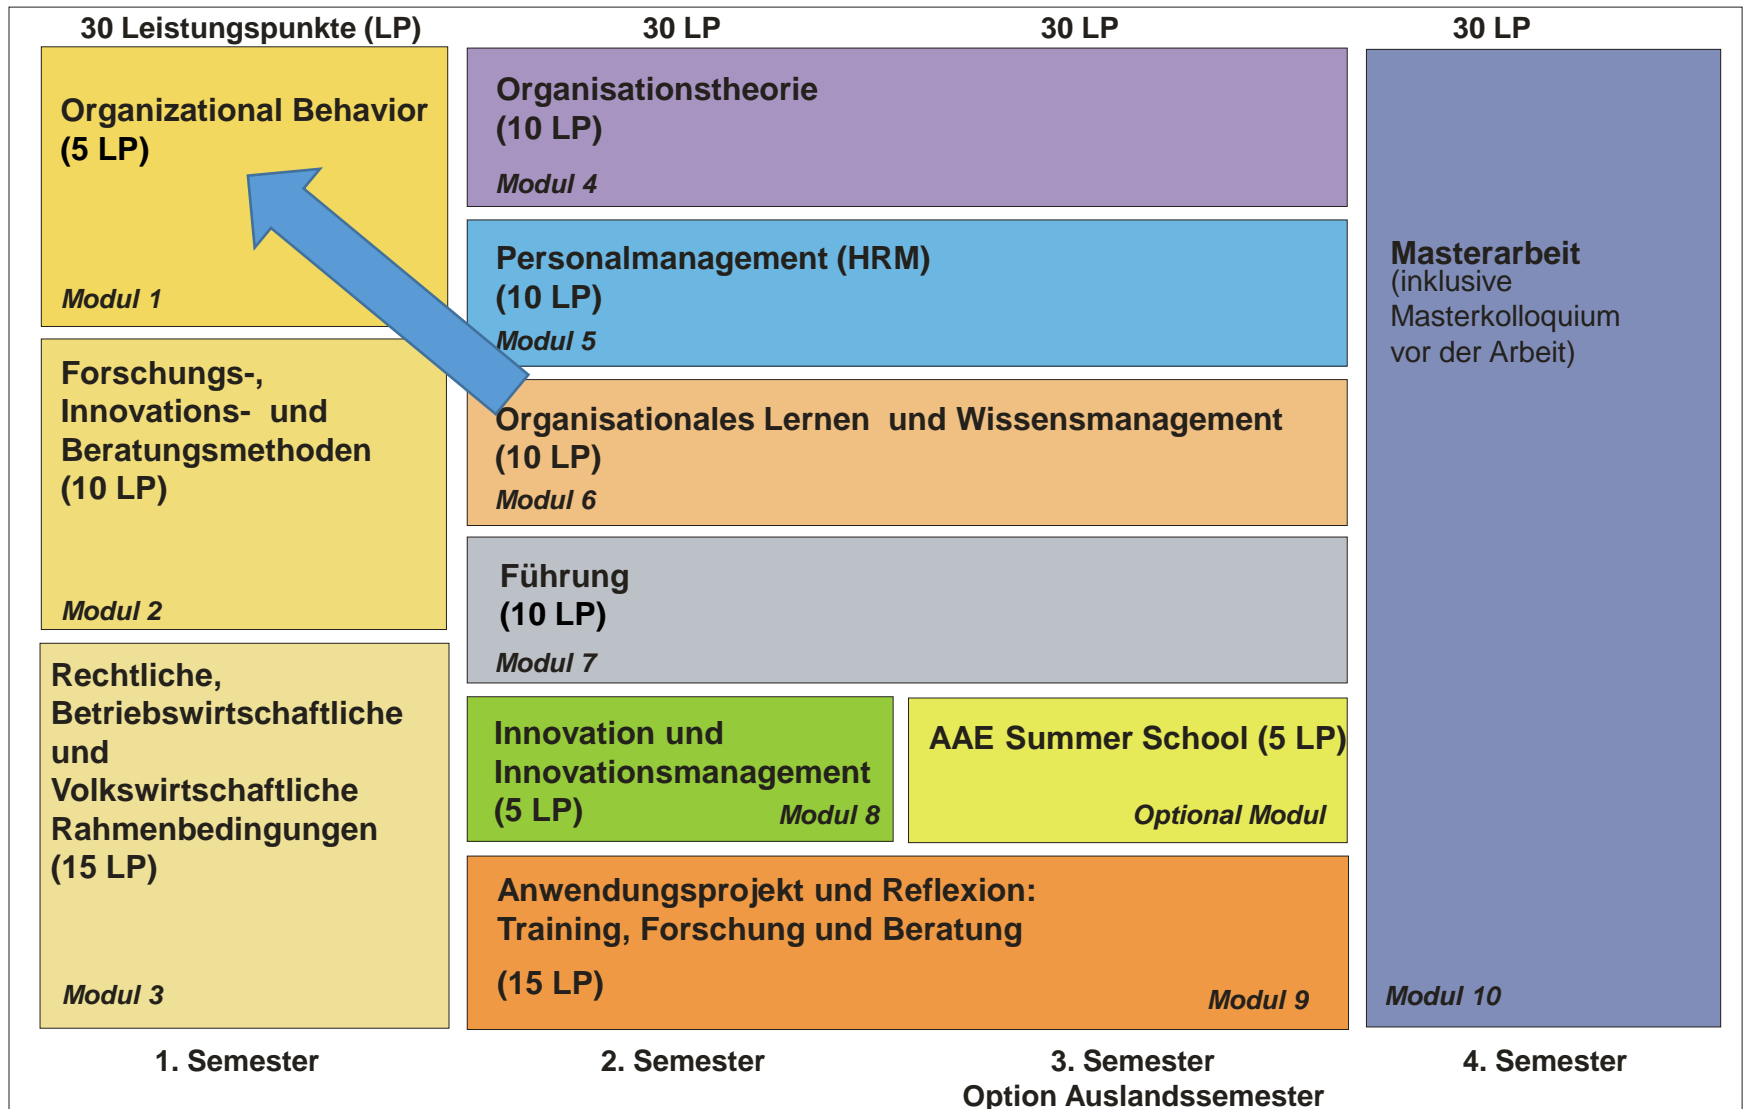 30 Leistungspunkte (LP)
30 LP
30 LP
30 LP
Organizational Behavior
(5 LP)
Modul 1
Forschungs-,
Innovations- und
Beratungsmethoden
(10 LP)
Modul 2
Rechtliche,
Betriebswirtschaftliche
und
Volkswirtschaftliche
Rahmenbedingungen
(15 LP)
Modul 3
Organisationstheorie
(10 LP)
Modul 4
Personalmanagement (HRM)
(10 LP)
Modul 5
Organisationales Lernen und Wissensmanagement
(10 LP)
Modul 6
Führung
(10 LP)
Modul 7
Innovation und
Innovationsmanagement
(5 LP)
Modul 8
AAE Summer School (5 LP)
Optional Modul
Anwendungsprojekt und Reflexion:
Training, Forschung und Beratung
(15 LP)
Modul 9
Masterarbeit
(inklusive
Masterkolloquium
vor der Arbeit)
Modul 10
1. Semester
2. Semester
3. Semester
Option Auslandssemester
4. Semester